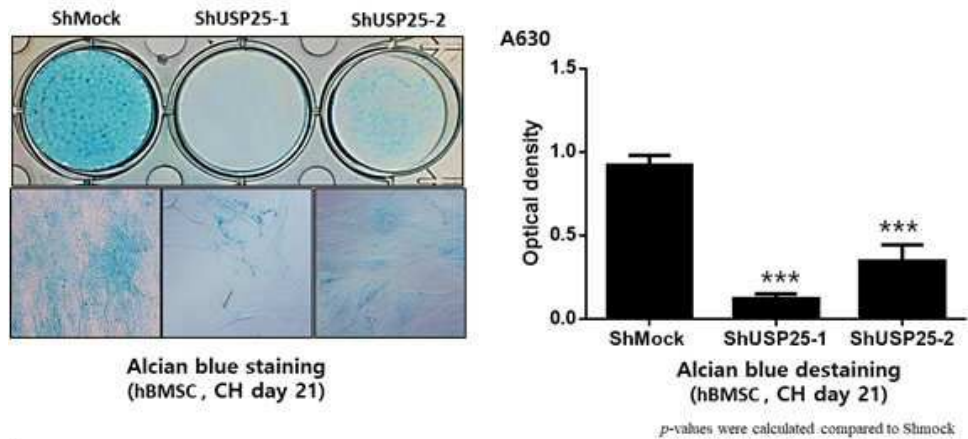 ShMock ShUSP25-1 ShUSP25-2
Alcian blue staining
(hBMSC , CH day 21)
A630
Optical density
1.5
1.0
0.5
0.0
***
***
ShMock ShUSP25-1 ShUSP25-2
Alcian blue destaining
(hBMSC , CH day 21)
p-values were calculated compared to Shmock